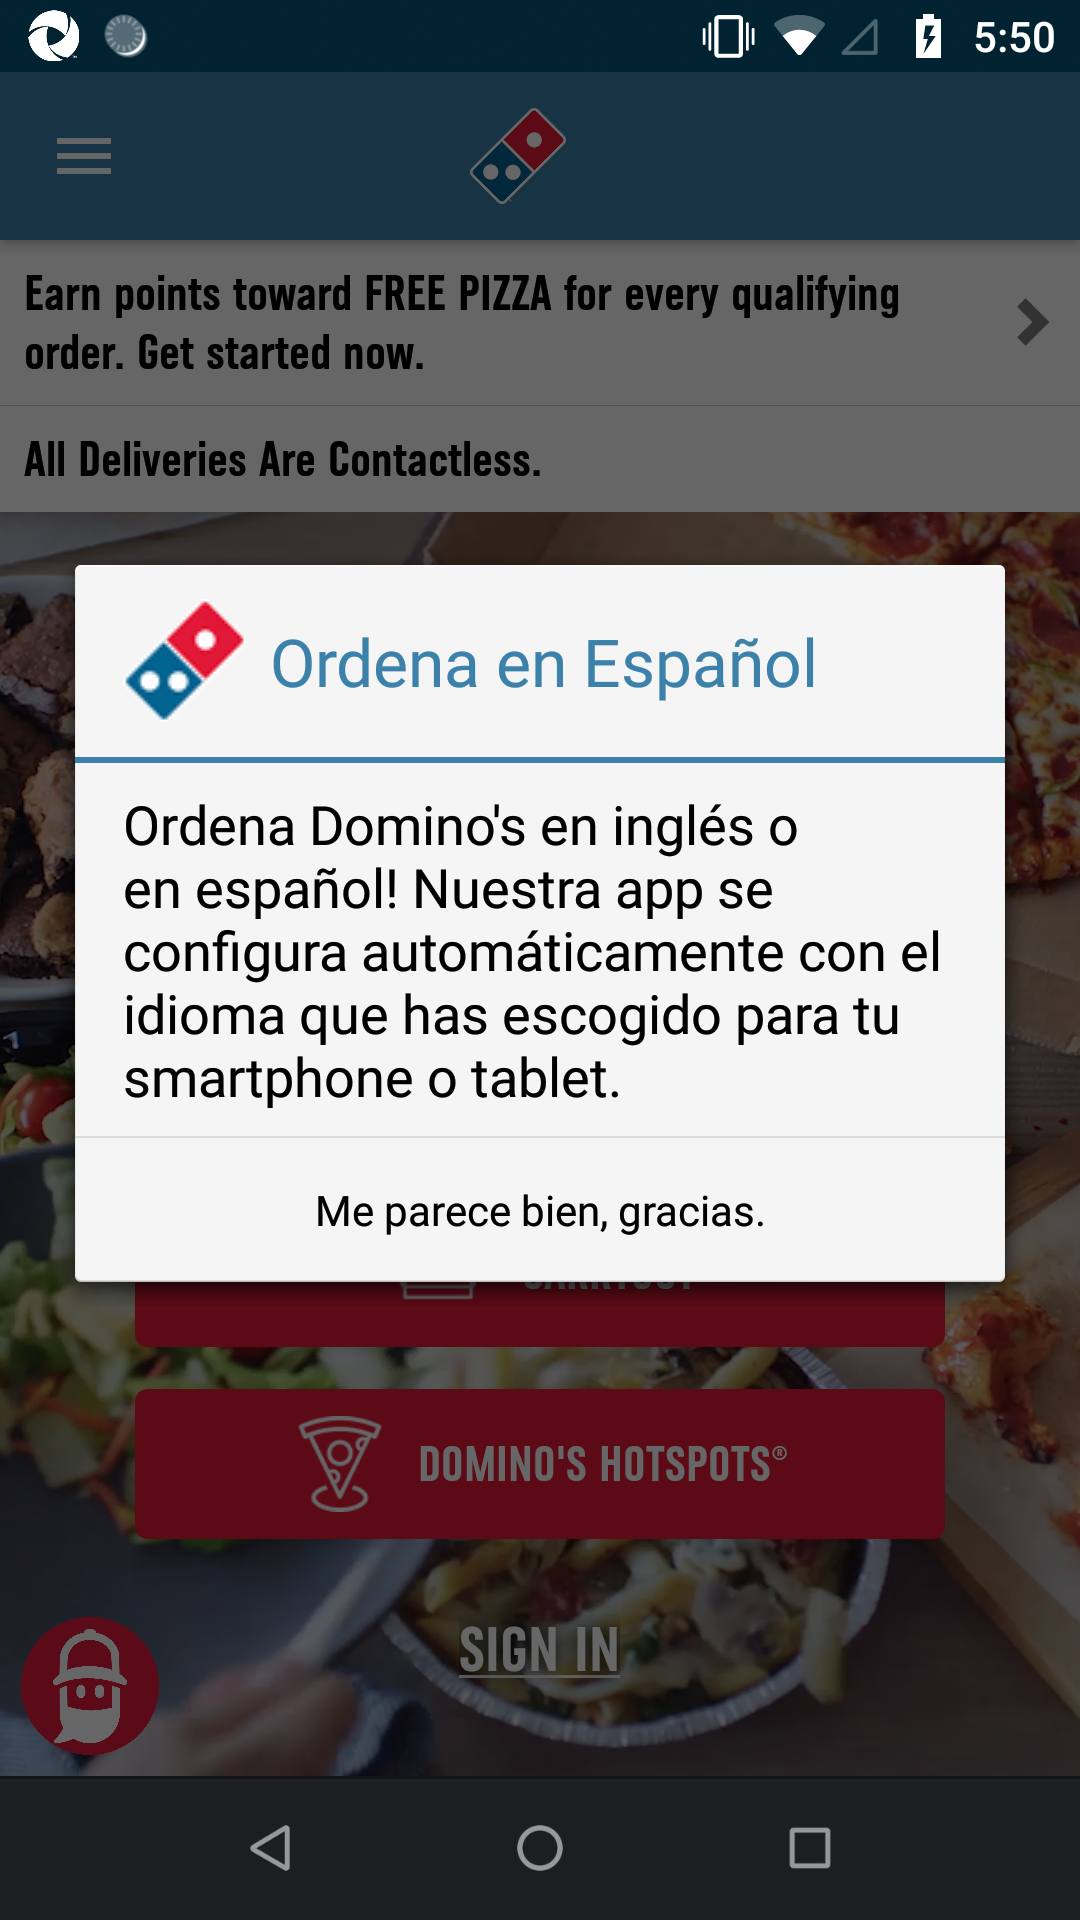 5:50
Earn points toward FREE PIZZA for every qualifying
order. Get started now.
All Deliveries Are Contactless.
Ordena en Español
Ordena Domino's en inglés o
en español! Nuestra app se
configura automáticamente con el
idioma que has escogido para tu
smartphone o tablet.
Me parece bien, gracias.
DOMINO'S HOTSPOTS®
SIGN IN